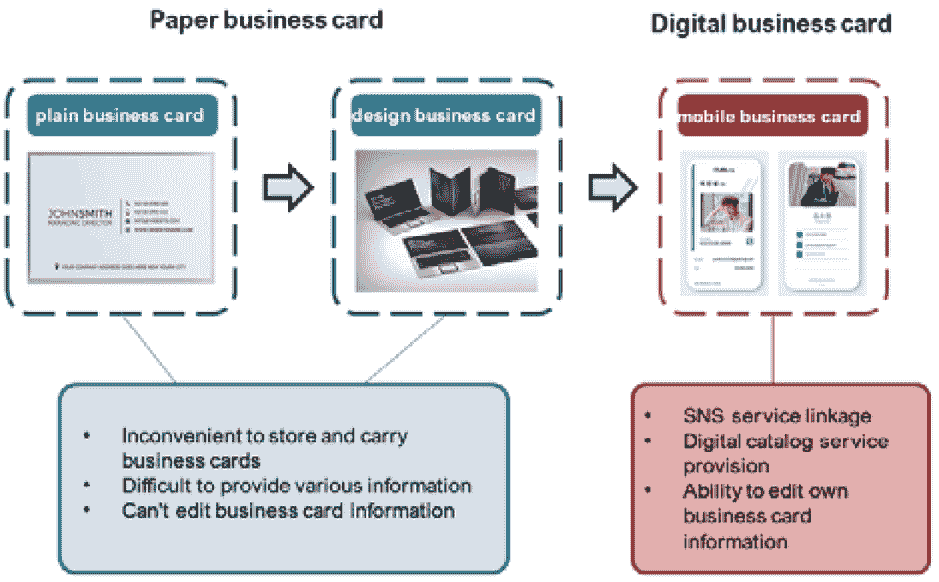 Paper business card
Digital business card
plain business card
design business card
mobile business card
JOHNSMITH
MANAGING DIRECTOR
• Inconvenient to store and carry
business cards
• Difficult to provide various information
• Can't edit business card information
• SNS service linkage
• Digital catalog service
provision
• Ability to edit own
business card
information